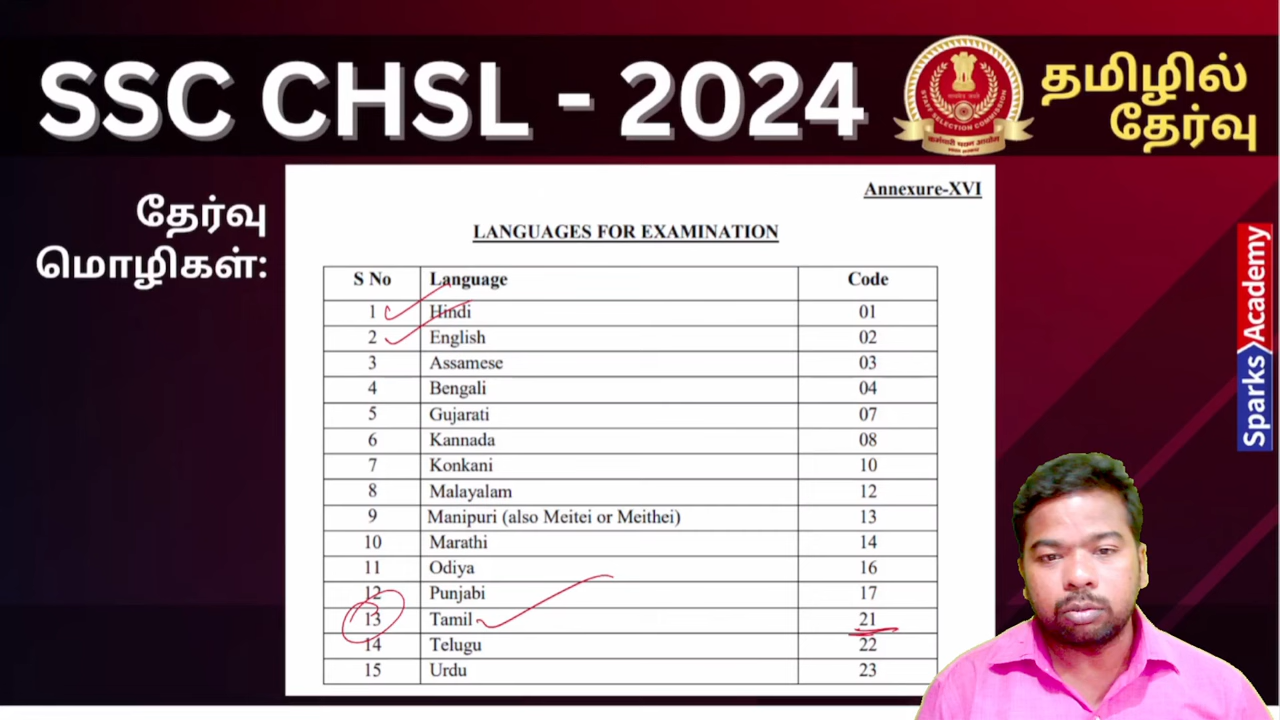 SSC CHSL - 2024
தமிழில்
தேர்வு
STAFF SELECTION COMMISSION
தேர்வு
மொழிகள்:
Annexure-XVI
LANGUAGES FOR EXAMINATION
S No Language Code
1 Hindi 01
2 English 02
3 Assamese 03
4 Bengali 04
5 Gujarati 07
6 Kannada 08
7 Konkani 10
8 Malayalam 12
9 Manipuri (also Meitei or Meithei) 13
10 Marathi 14
11 Odiya 16
12 Punjabi 17
13 Tamil 21
14 Telugu 22
15 Urdu 23
Sparks Academy